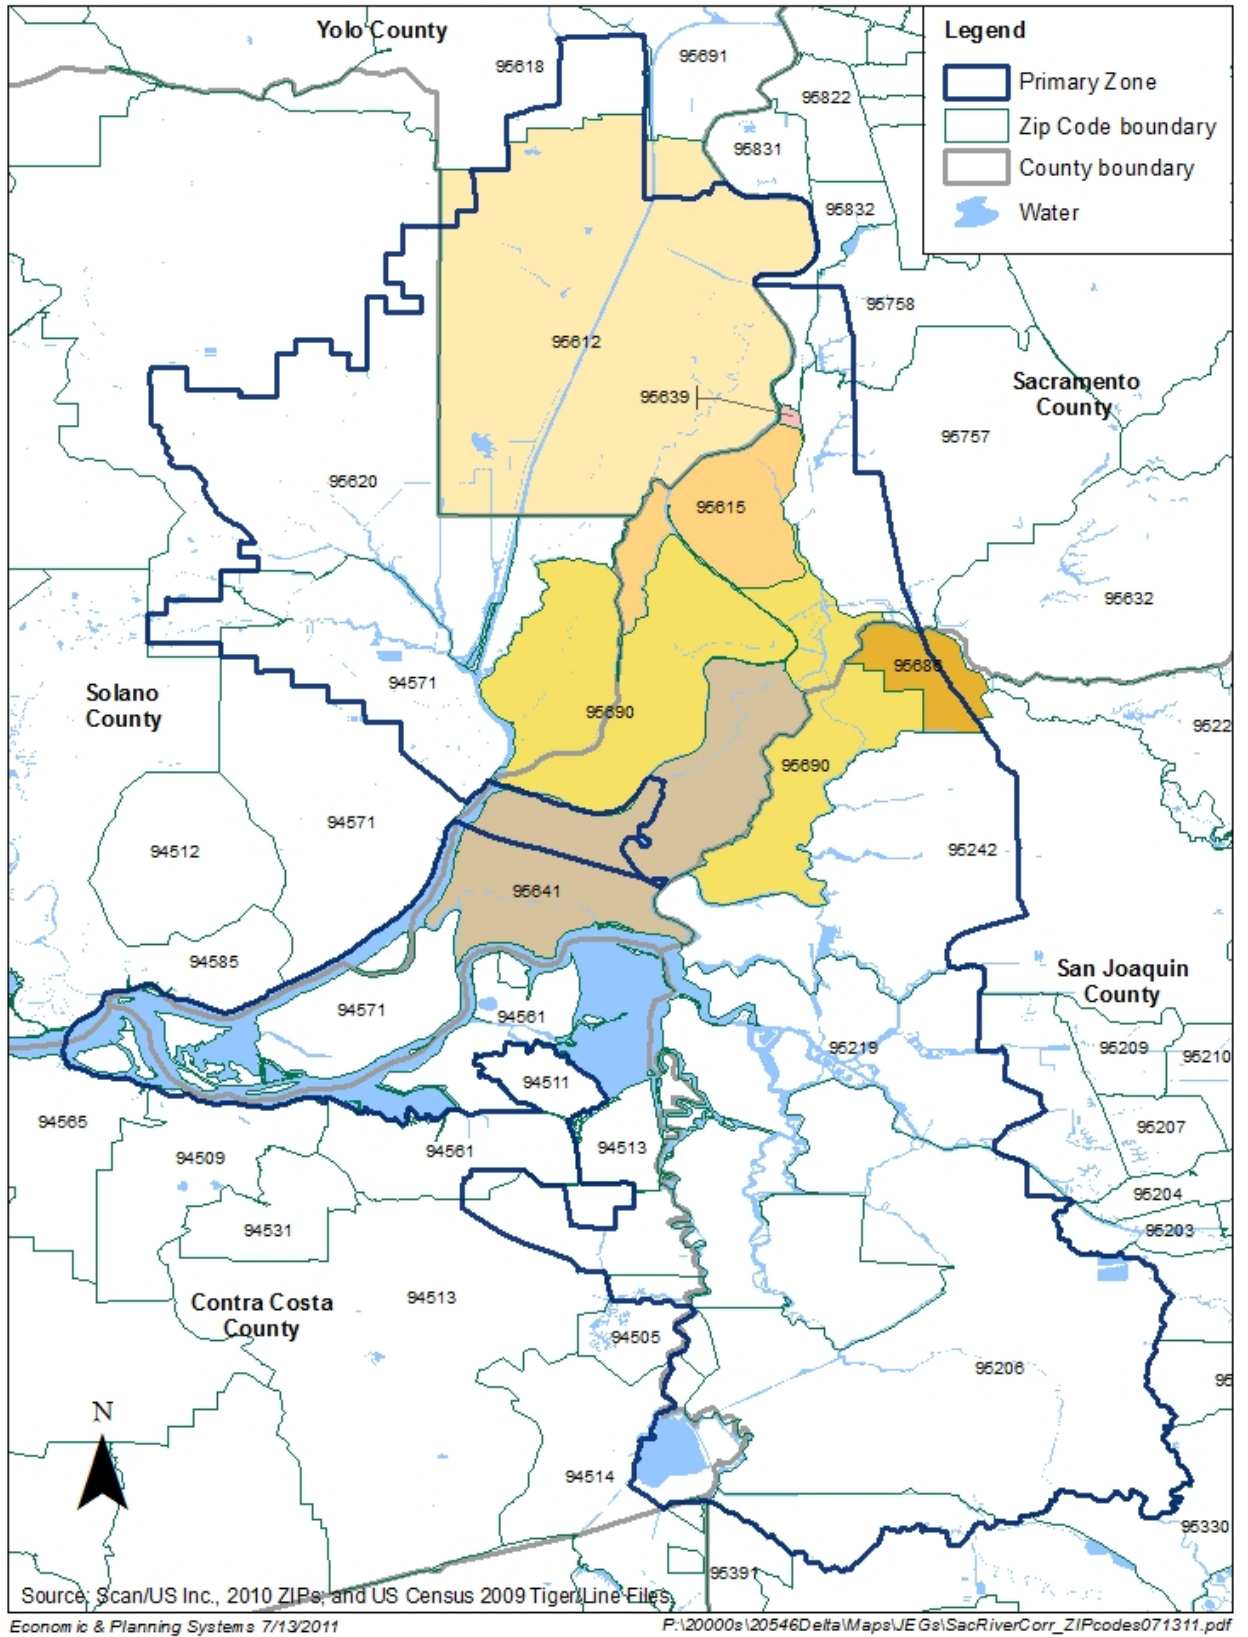 Yolo County
95618
95691
Legend
Primary Zone
Zip Code boundary
County boundary
Water
95822
95831
95832
95758
95612
95639
Sacramento
County
95757
95620
95615
95632
95686
Solano
County
94571
95690
9522
95690
94571
94512
95242
95641
94585
San Joaquin
County
94571
94561
95219
95209
95210
94511
94565
94561
94513
95207
94509
95204
94531
95203
Contra Costa
County
94513
94505
95206
95
N
94514
95330
95391
Source: Scan/US Inc., 2010 ZIPs; and US Census 2009 Tiger/Line Files.
Economic & Planning Systems 7/13/2011
P:\20000s\20546Delta\Maps\JEGs\SacRiverCorr_ZIPcodes071311.pdf